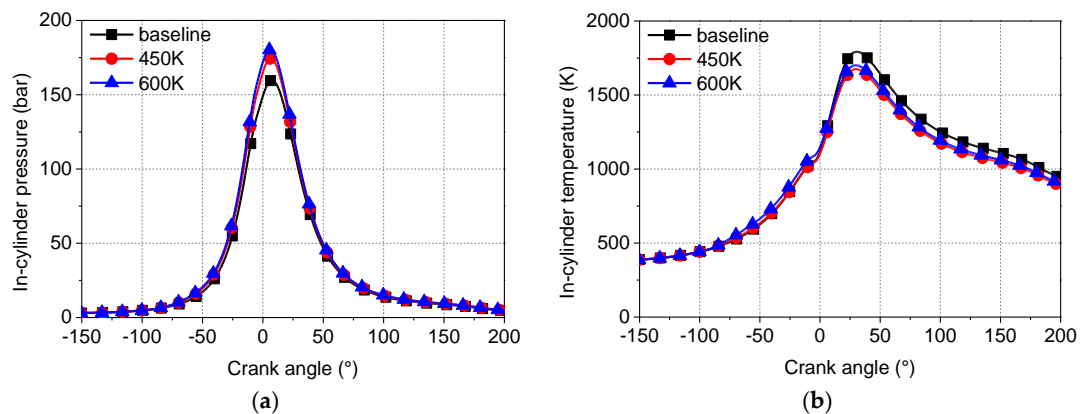 (a)
baseline
450K
600K
In-cylinder pressure (bar)
200
150
100
50
0
-150 -100 -50 0 50 100 150 200
Crank angle (°)
(a)
(b)
baseline
450K
600K
In-cylinder temperature (K)
2000
1500
1000
500
0
-150 -100 -50 0 50 100 150 200
Crank angle (°)
(b)